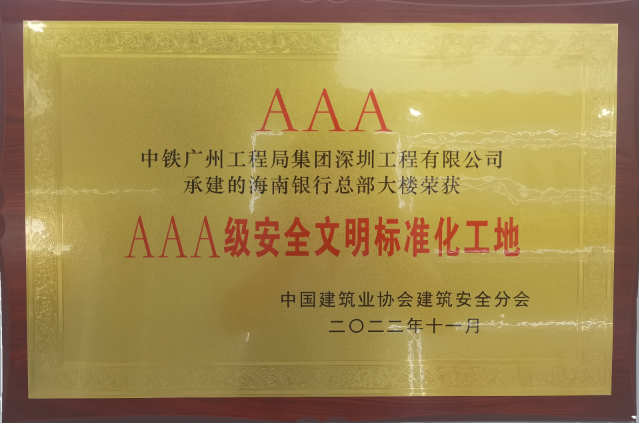 AAA
中铁广州工程局集团深圳工程有限公司
承建的海南银行总部大楼荣获
AAA级安全文明标准化工地
中国建筑业协会建筑安全分会
二〇二二年十一月